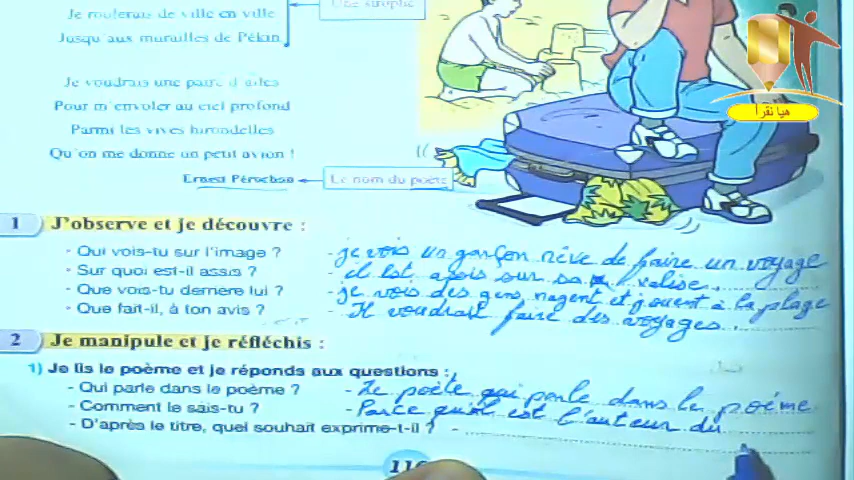 Une strophe
Je roulerais de ville en ville
Jusqu'aux murailles de Pékin
Je voudrais une paire d'ailes
Pour m'envoler au ciel profond
Parmi les vives hirondelles
Qu'on me donne un petit avion !
Ernest Pérochon
Le nom du poète
هيا نقرأ
1 J'observe et je découvre :
- Qui vois-tu sur l'image ? - je vois un garçon rêve de faire un voyage
- Sur quoi est-il assis ? - il est assis sur sa valise
- Que vois-tu derrière lui ? - je vois des gens nagent et jouent à la plage
- Que fait-il, à ton avis ? - Il voudrait faire des voyages
2 Je manipule et je réfléchis :
1) Je lis le poème et je réponds aux questions :
- Qui parle dans le poème ? - Le poète qui parle dans le poème
- Comment le sais-tu ? - Parce qu'il est l'auteur du
- D'après le titre, quel souhait exprime-t-il ? -